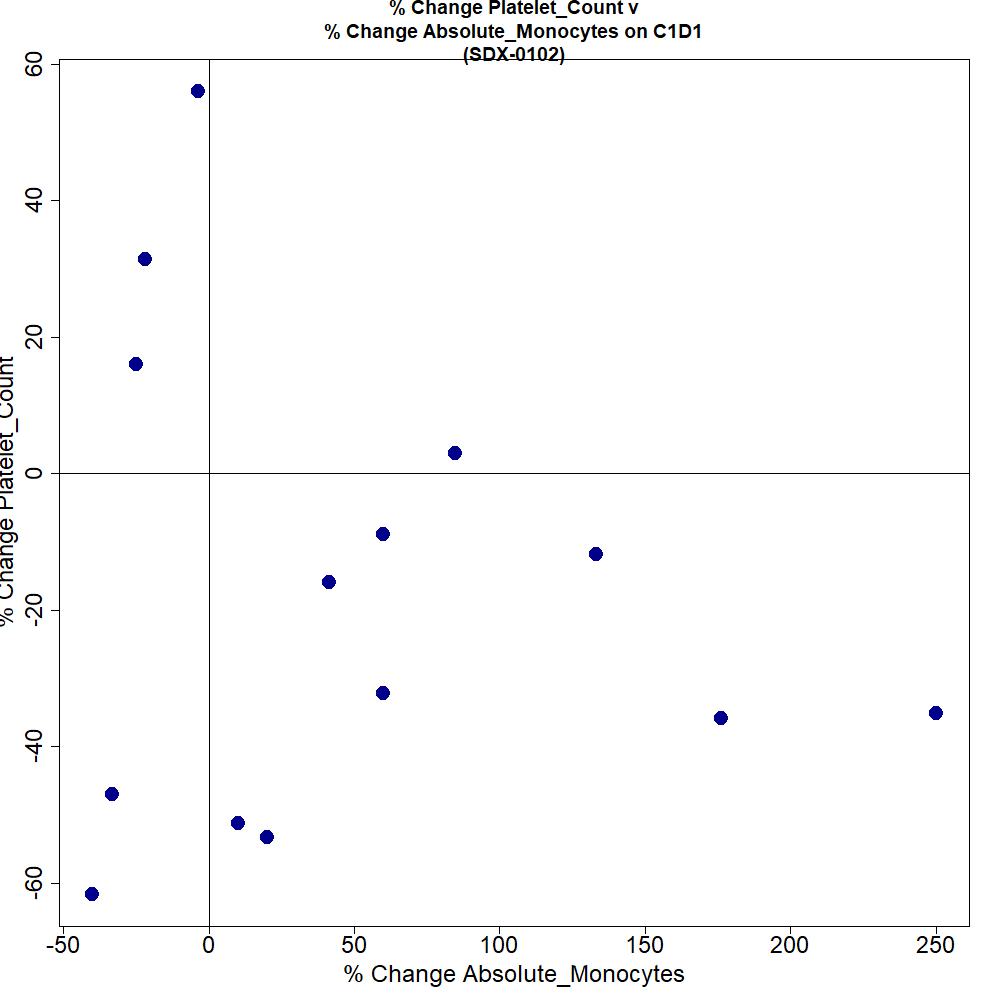 % Change Platelet_Count v
% Change Absolute_Monocytes on C1D1
(SDX-0102)
% Change Platelet_Count
60
40
20
0
-20
-40
-60
-50 0 50 100 150 200 250
% Change Absolute_Monocytes